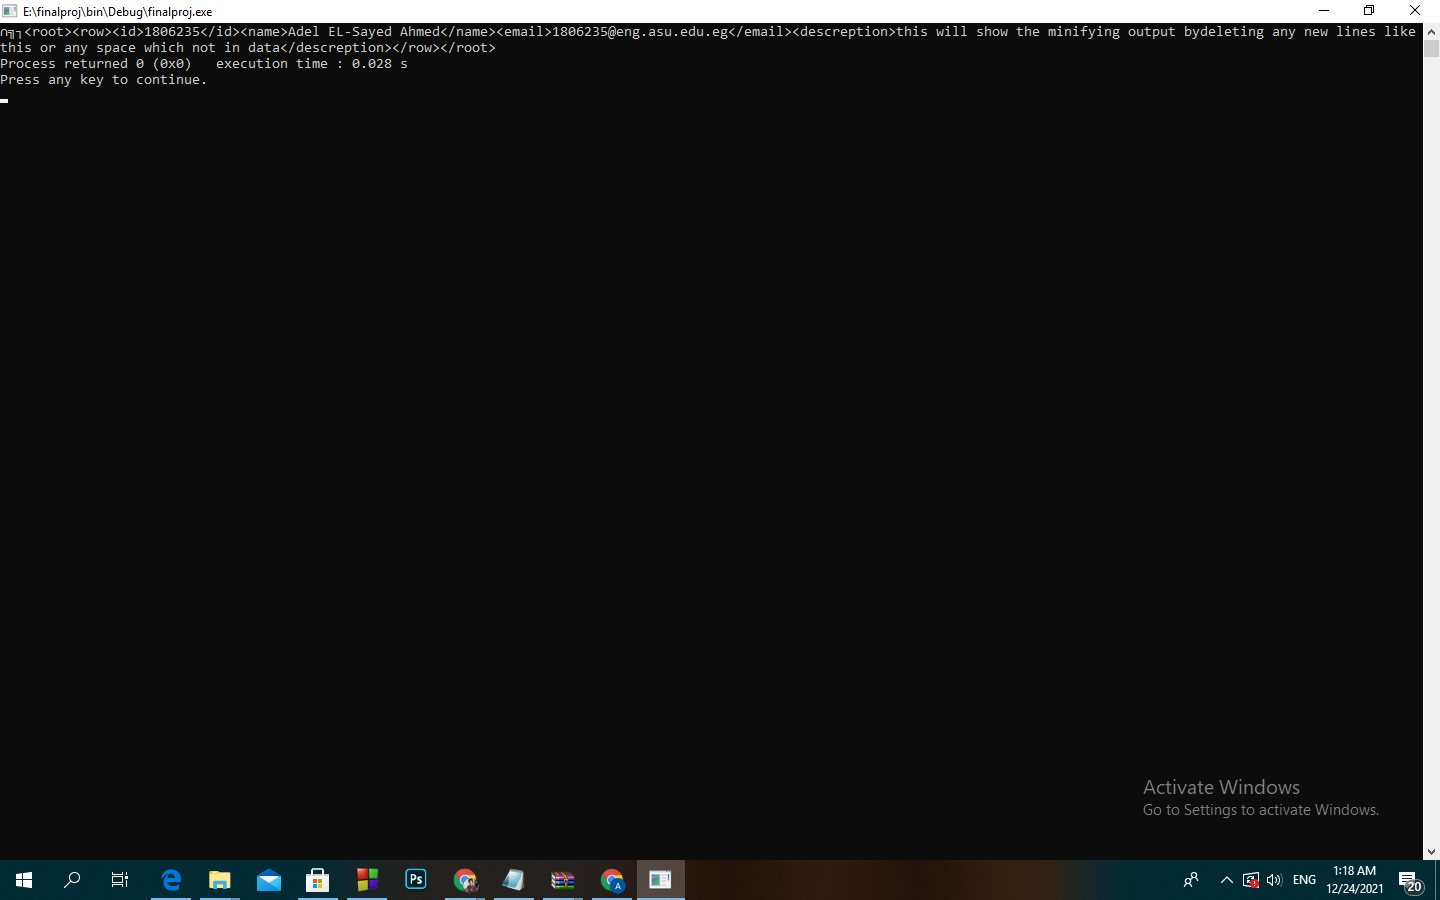 E:\finalproj\bin\Debug\finalproj.exe
∩╗┐<root><row><id>1806235</id><name>Adel EL-Sayed Ahmed</name><email>1806235@eng.asu.edu.eg</email><descreption>this will show the minifying output bydeleting any new lines like
this or any space which not in data</descreption></row></root>
Process returned 0 (0x0)   execution time : 0.028 s
Press any key to continue.
Activate Windows
Go to Settings to activate Windows.
Ps
A
ENG
1:18 AM
12/24/2021
20